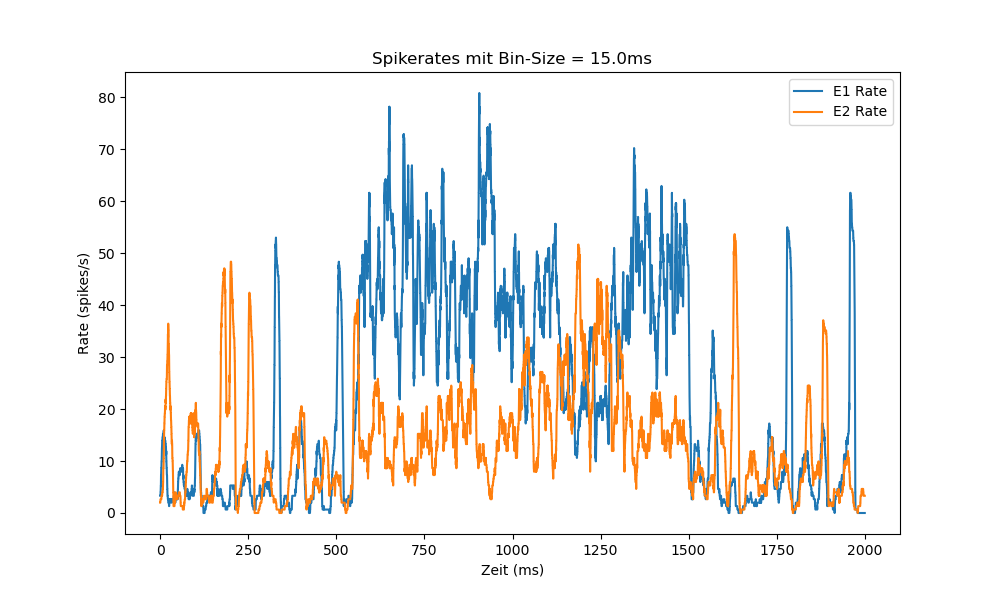 Spikerates mit Bin-Size = 15.0ms
E1 Rate
E2 Rate
80
70
60
50
40
30
20
10
0
Rate (spikes/s)
0 250 500 750 1000 1250 1500 1750 2000
Zeit (ms)